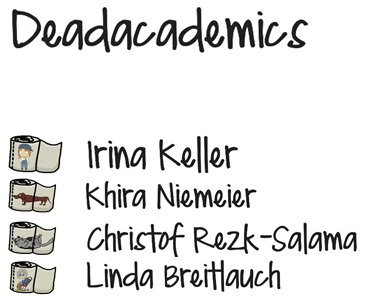 Deadacademics
Irina Keller
Khira Niemeier
Christof Rezk-Salama
Linda Breitlauch